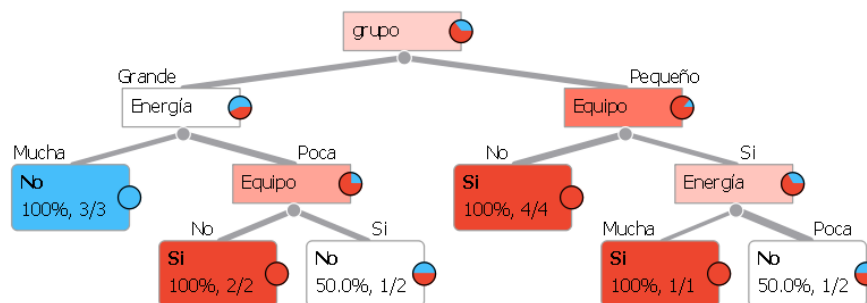 grupo
Grande
Pequeño
Energía
Equipo
Mucha
Poca
No
Si
No
100%, 3/3
Equipo
Si
100%, 4/4
Energía
No
Si
Mucha
Poca
Si
100%, 2/2
No
50.0%, 1/2
Si
100%, 1/1
No
50.0%, 1/2